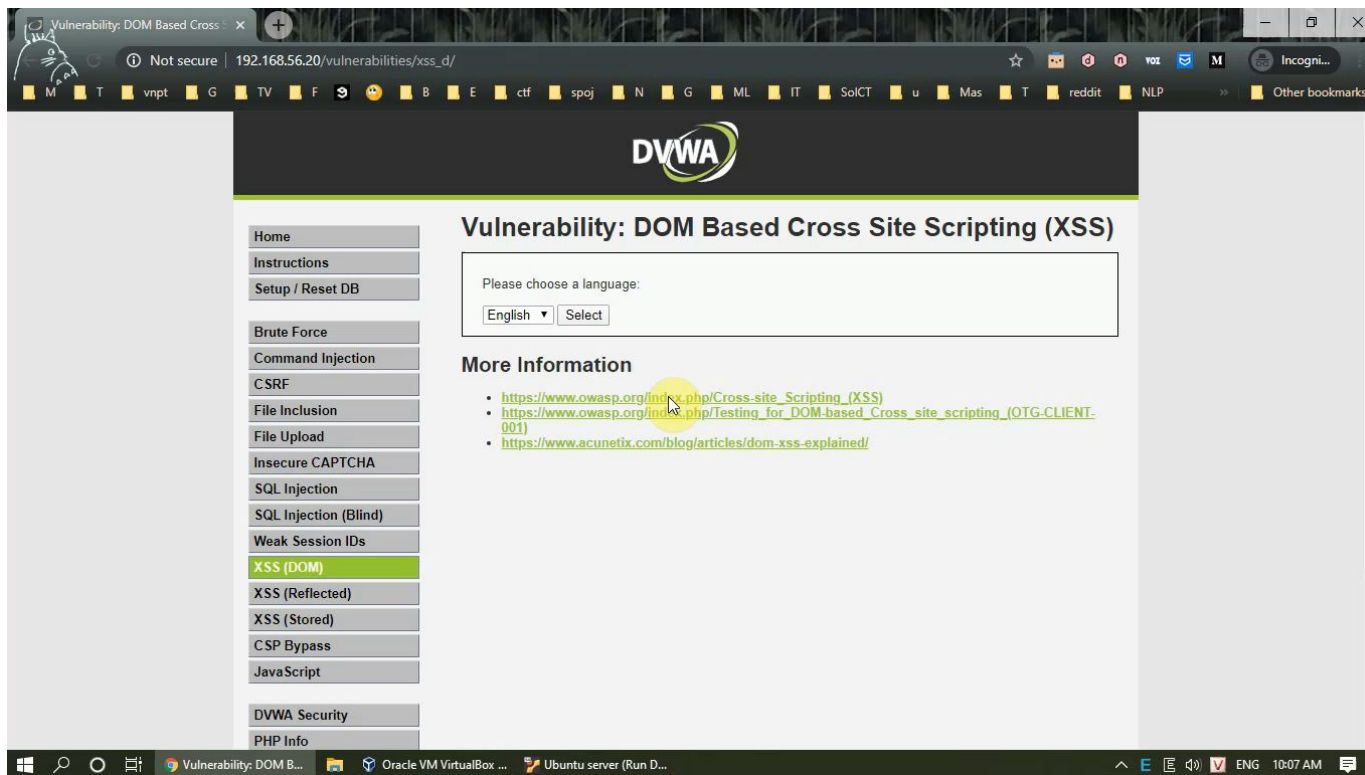 Vulnerability: DOM Based Cross S
Not secure | 192.168.56.20/vulnerabilities/xss_d/
VOZ M Incogni...
M T vnpt G TV F 9 B E ctf spoj N G ML IT SoICT u Mas T reddit NLP » Other bookmarks
DVWA
Home
Instructions
Setup / Reset DB
Brute Force
Command Injection
CSRF
File Inclusion
File Upload
Insecure CAPTCHA
SQL Injection
SQL Injection (Blind)
Weak Session IDs
XSS (DOM)
XSS (Reflected)
XSS (Stored)
CSP Bypass
JavaScript
DVWA Security
PHP Info
Vulnerability: DOM Based Cross Site Scripting (XSS)
Please choose a language:
English Select
More Information
https://www.owasp.org/index.php/Cross-site_Scripting_(XSS)
https://www.owasp.org/index.php/Testing_for_DOM-based_Cross_site_scripting_(OTG-CLIENT-
001)
https://www.acunetix.com/blog/articles/dom-xss-explained/
Vulnerability: DOM B... Oracle VM VirtualBox ... Ubuntu server (Run D... E V ENG 10:07 AM